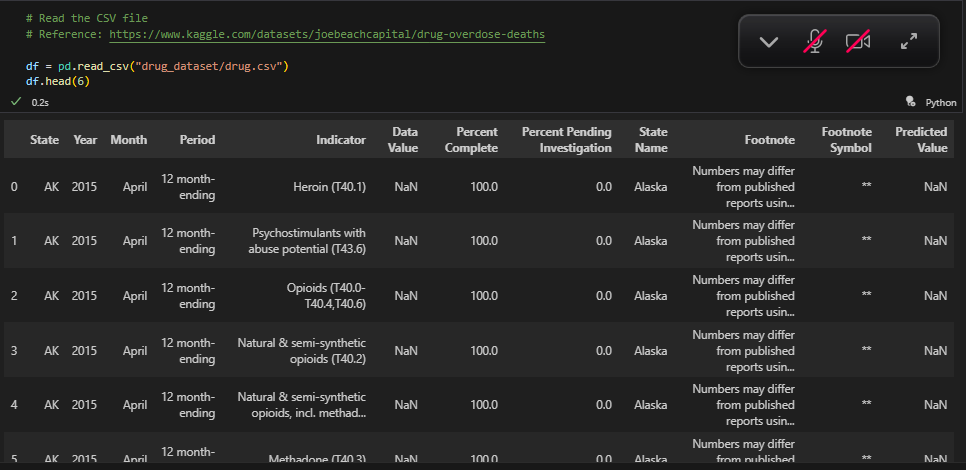 # Read the CSV file
# Reference: https://www.kaggle.com/datasets/joebeachcapital/drug-overdose-deaths
df = pd.read_csv("drug_dataset/drug.csv")
df.head(6)
0.2s
Python
State Year Month Period Indicator Data Value Percent Complete Percent Pending Investigation State Name Footnote Footnote Symbol Predicted Value
0 AK 2015 April 12 month-ending Heroin (T40.1) NaN 100.0 0.0 Alaska Numbers may differ from published reports usin... ** NaN
1 AK 2015 April 12 month-ending Psychostimulants with abuse potential (T43.6) NaN 100.0 0.0 Alaska Numbers may differ from published reports usin... ** NaN
2 AK 2015 April 12 month-ending Opioids (T40.0-T40.4,T40.6) NaN 100.0 0.0 Alaska Numbers may differ from published reports usin... ** NaN
3 AK 2015 April 12 month-ending Natural & semi-synthetic opioids (T40.2) NaN 100.0 0.0 Alaska Numbers may differ from published reports usin... ** NaN
4 AK 2015 April 12 month-ending Natural & semi-synthetic opioids, incl. methad... NaN 100.0 0.0 Alaska Numbers may differ from published reports usin... ** NaN
5 AK 2015 April 12 month- Methadone (T40.3) NaN 100.0 0.0 Alaska Numbers may differ from published ** NaN